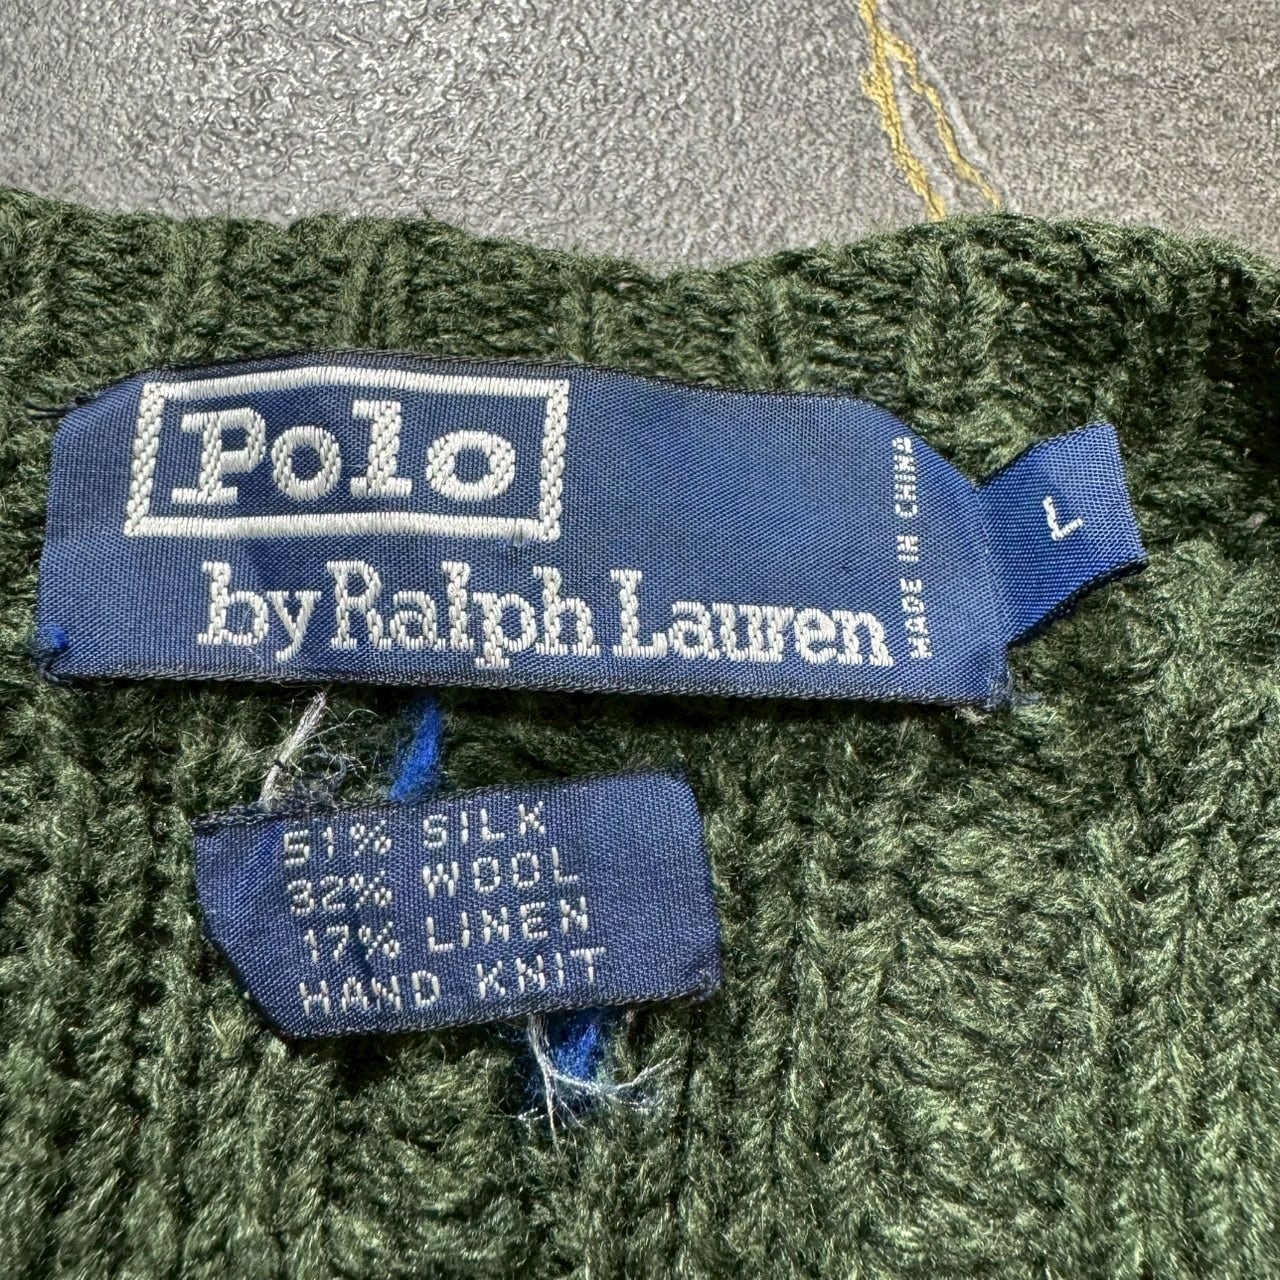 Polo
by Ralph Lauren
MADE IN CHINA
L
51% SILK
32% WOOL
17% LINEN
HAND KNIT